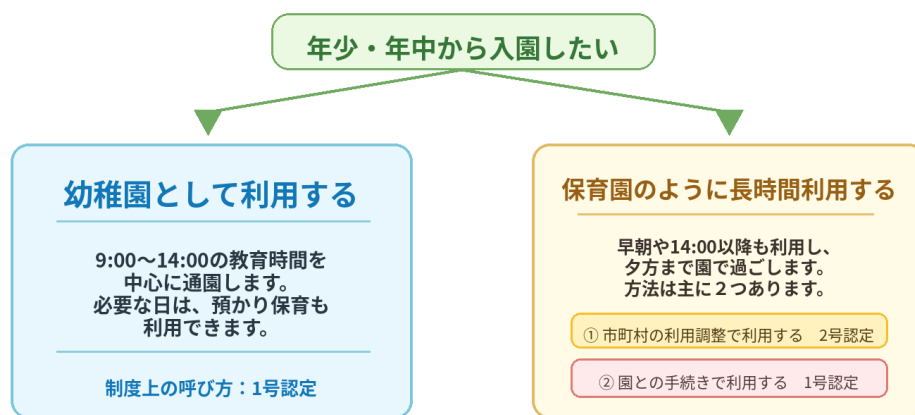 年少・年中から入園したい
幼稚園として利用する
9:00〜14:00の教育時間を
中心に通園します。
必要な日は、預かり保育も
利用できます。
制度上の呼び方：1号認定
保育園のように長時間利用する
早朝や14:00以降も利用し、
夕方まで園で過ごします。
方法は主に２つあります。
① 市町村の利用調整で利用する　2号認定
② 園との手続きで利用する　1号認定